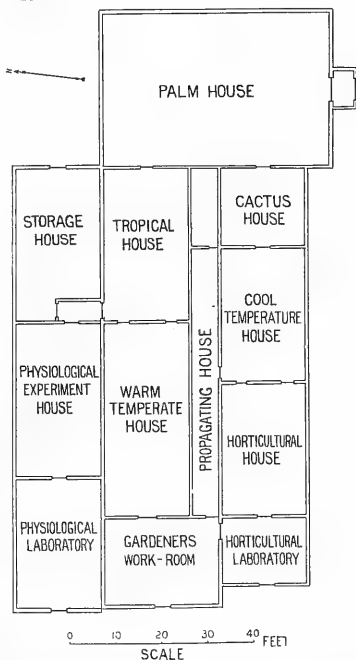 N
PALM HOUSE
STORAGE
HOUSE
TROPICAL
HOUSE
CACTUS
HOUSE
COOL
TEMPERATURE
HOUSE
PHYSIOLOGICAL
EXPERIMENT
HOUSE
WARM
TEMPERATE
HOUSE
PROPAGATING HOUSE
HORTICULTURAL
HOUSE
PHYSIOLOGICAL
LABORATORY
GARDENERS
WORK-ROOM
HORTICULTURAL
LABORATORY
0 10 20 30 40 FEET
SCALE